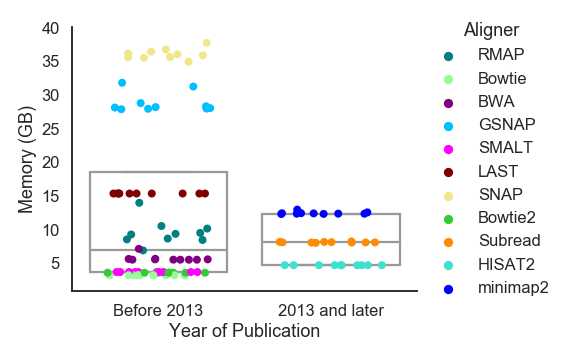 40
35
30
25
20
15
10
5
Memory (GB)
Before 2013
2013 and later
Year of Publication
Aligner
RMAP
Bowtie
BWA
GSNAP
SMALT
LAST
SNAP
Bowtie2
Subread
HISAT2
minimap2